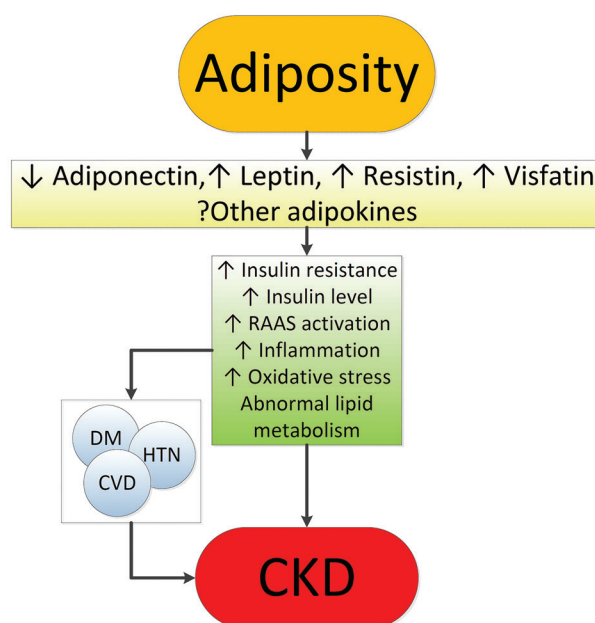 Adiposity
↓ Adiponectin,↑ Leptin, ↑ Resistin, ↑ Visfatin
?Other adipokines
↑ Insulin resistance
↑ Insulin level
↑ RAAS activation
↑ Inflammation
↑ Oxidative stress
Abnormal lipid
metabolism
DM
HTN
CVD
CKD